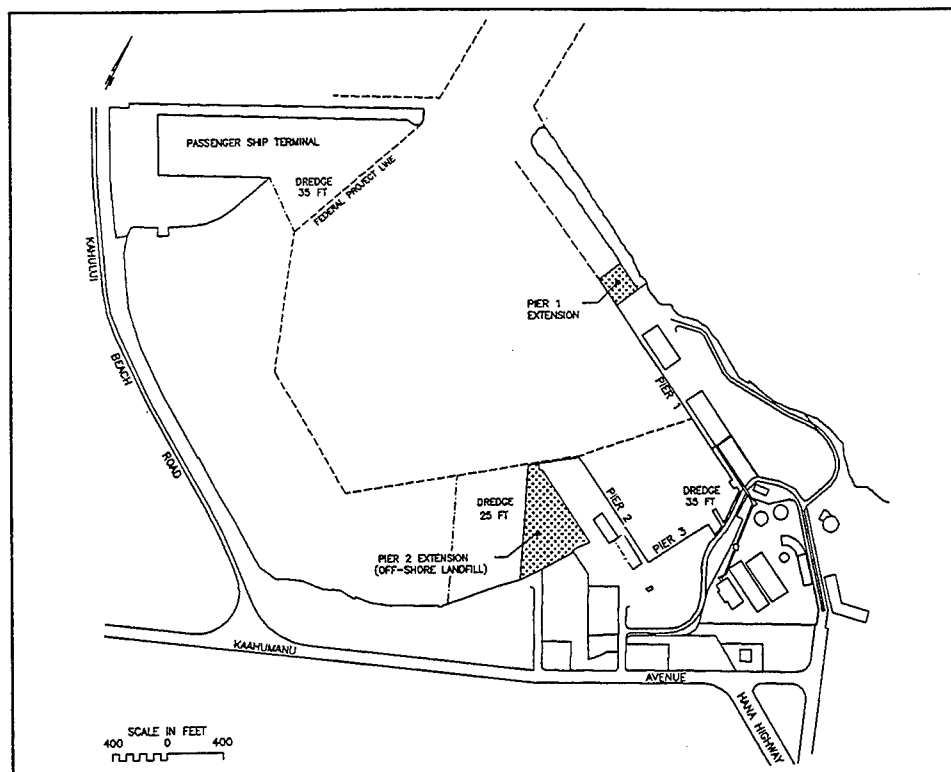 PASSENGER SHIP TERMINAL
DREDGE
35 FT
FEDERAL PROJECT LINE
KAHULUI
BEACH
ROAD
PIER 1
EXTENSION
PIER 1
DREDGE
25 FT
PIER 2
DREDGE
35 FT
PIER 3
PIER 2 EXTENSION
(OFF-SHORE LANDFILL)
KAAHUMANU
AVENUE
HANA HIGHWAY
SCALE IN FEET
400 0 400